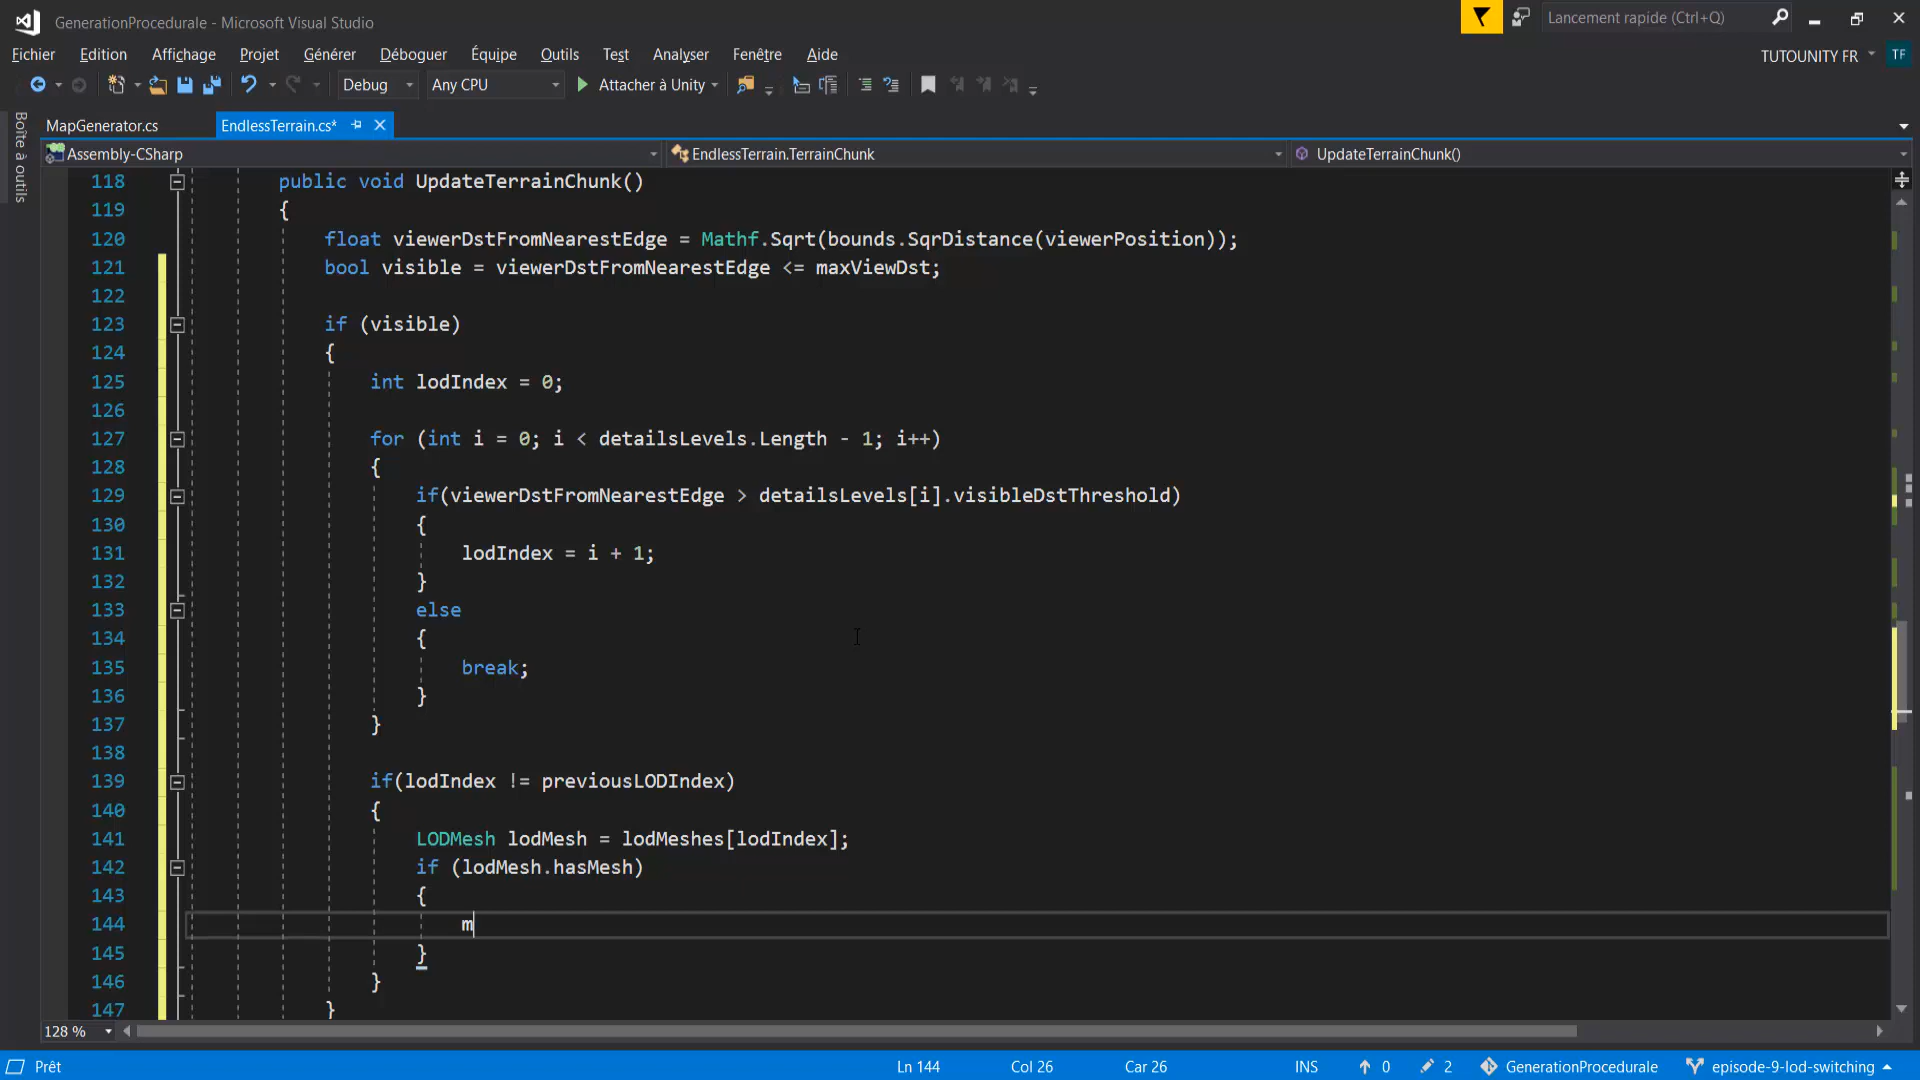 GenerationProcedurale - Microsoft Visual Studio
Lancement rapide (Ctrl+Q)
Fichier Edition Affichage Projet Générer Déboguer Équipe Outils Test Analyser Fenêtre Aide
TUTOUNITY FR TF
Debug Any CPU Attacher à Unity
Boîte à outils
MapGenerator.cs EndlessTerrain.cs*
Assembly-CSharp EndlessTerrain.TerrainChunk UpdateTerrainChunk()
118 public void UpdateTerrainChunk()
119 {
120 float viewerDstFromNearestEdge = Mathf.Sqrt(bounds.SqrDistance(viewerPosition));
121 bool visible = viewerDstFromNearestEdge <= maxViewDst;
122
123 if (visible)
124 {
125 int lodIndex = 0;
126
127 for (int i = 0; i < detailsLevels.Length - 1; i++)
128 {
129 if(viewerDstFromNearestEdge > detailsLevels[i].visibleDstThreshold)
130 {
131 lodIndex = i + 1;
132 }
133 else
134 {
135 break;
136 }
137 }
138
139 if(lodIndex != previousLODIndex)
140 {
141 LODMesh lodMesh = lodMeshes[lodIndex];
142 if (lodMesh.hasMesh)
143 {
144 m
145 }
146 }
147 }
128 %
Prêt Ln 144 Col 26 Car 26 INS 0 2 GenerationProcedurale episode-9-lod-switching